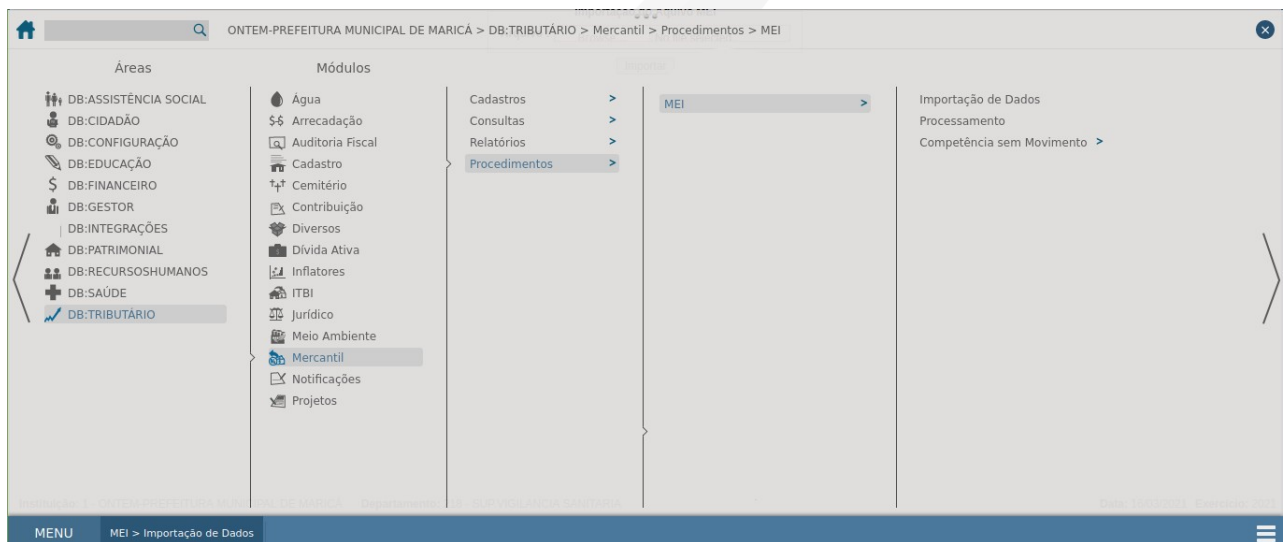 ONTEM-PREFEITURA MUNICIPAL DE MARICÁ > DB:TRIBUTÁRIO > Mercantil > Procedimentos > MEI
Áreas
DB:ASSISTÊNCIA SOCIAL
DB:CIDADÃO
DB:CONFIGURAÇÃO
DB:EDUCAÇÃO
DB:FINANCEIRO
DB:GESTOR
DB:INTEGRAÇÕES
DB:PATRIMONIAL
DB:RECURSOSHUMANOS
DB:SAÚDE
DB:TRIBUTÁRIO
Módulos
Água
Arrecadação
Auditoria Fiscal
Cadastro
Cemitério
Contribuição
Diversos
Dívida Ativa
Inflatores
ITBI
Jurídico
Meio Ambiente
Mercantil
Notificações
Projetos
Cadastros >
Consultas >
Relatórios >
Procedimentos >
MEI >
Importação de Dados
Processamento
Competência sem Movimento >
Importar
MENU
MEI > Importação de Dados